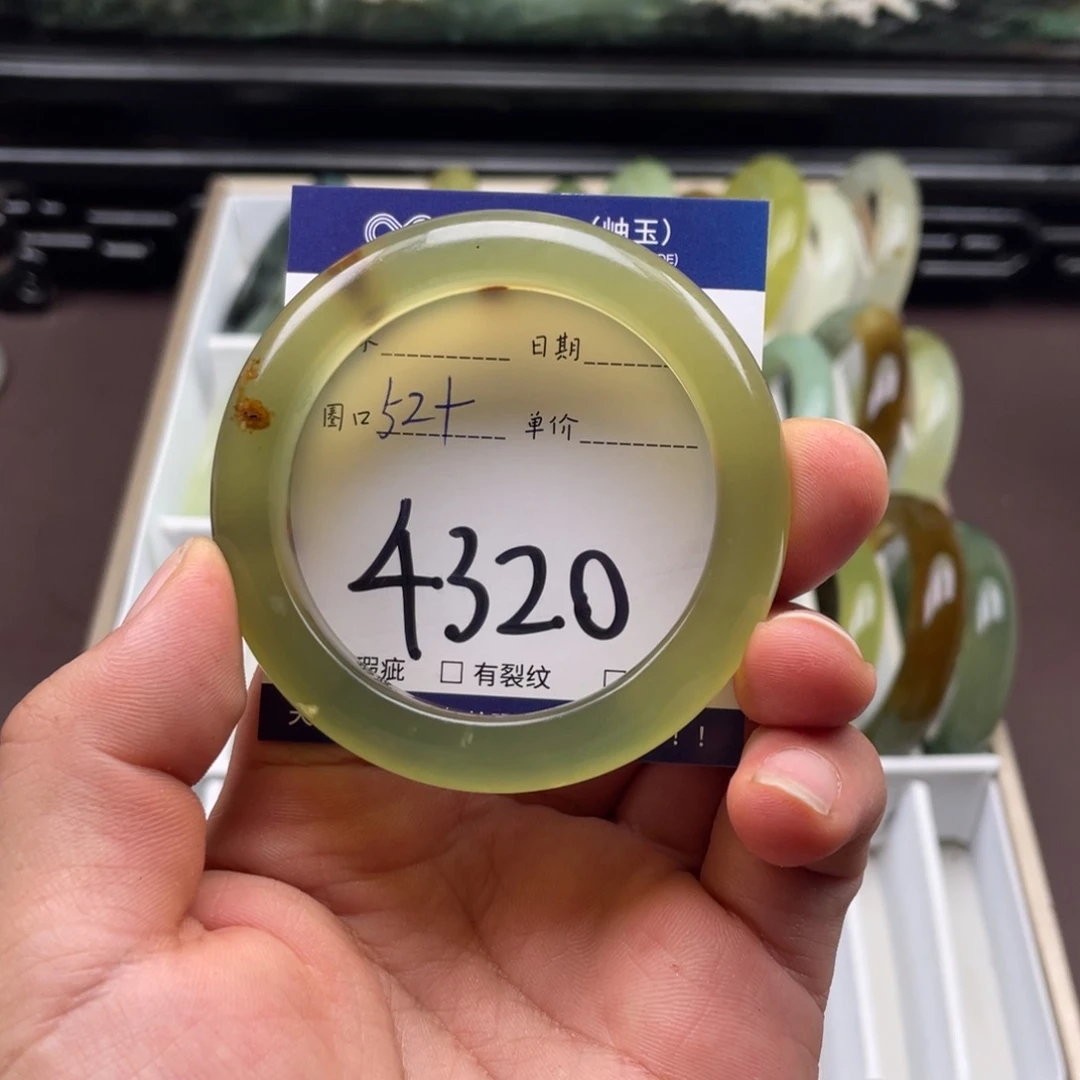 (岫玉)
日期
圈口 52+ 单价
4320
瑕疵 □ 有裂纹 □
!!